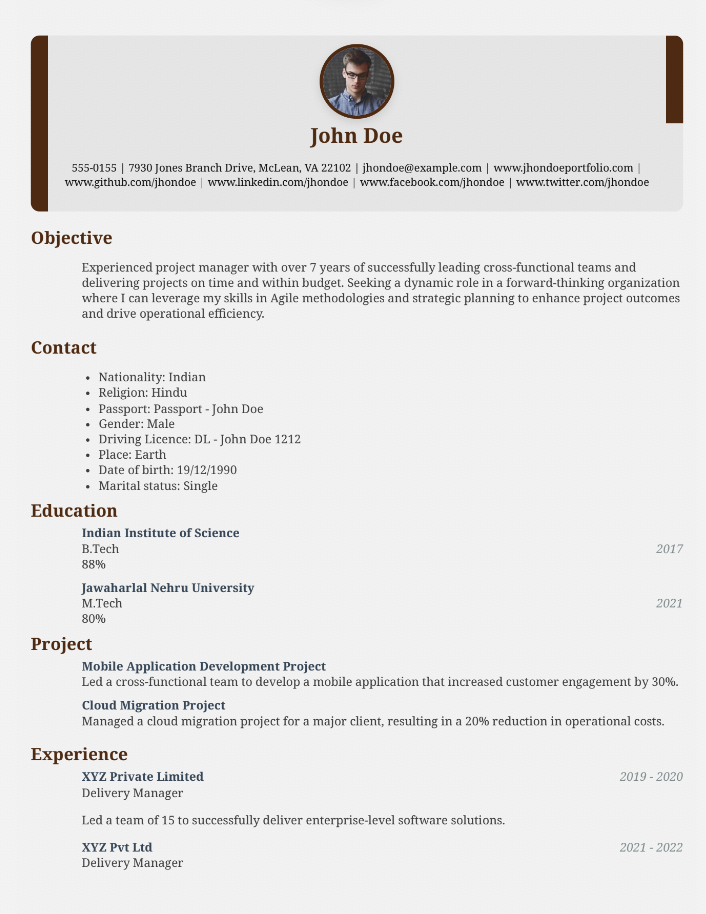 John Doe
555-0155 | 7930 Jones Branch Drive, McLean, VA 22102 | jhondoe@example.com | www.jhondoeportfolio.com |
www.github.com/jhondoe | www.linkedin.com/jhondoe | www.facebook.com/jhondoe | www.twitter.com/jhondoe
Objective
Experienced project manager with over 7 years of successfully leading cross-functional teams and
delivering projects on time and within budget. Seeking a dynamic role in a forward-thinking organization
where I can leverage my skills in Agile methodologies and strategic planning to enhance project outcomes
and drive operational efficiency.
Contact
• Nationality: Indian
• Religion: Hindu
• Passport: Passport - John Doe
• Gender: Male
• Driving Licence: DL - John Doe 1212
• Place: Earth
• Date of birth: 19/12/1990
• Marital status: Single
Education
Indian Institute of Science
B.Tech 2017
88%
Jawaharlal Nehru University
M.Tech 2021
80%
Project
Mobile Application Development Project
Led a cross-functional team to develop a mobile application that increased customer engagement by 30%.
Cloud Migration Project
Managed a cloud migration project for a major client, resulting in a 20% reduction in operational costs.
Experience
XYZ Private Limited 2019 - 2020
Delivery Manager
Led a team of 15 to successfully deliver enterprise-level software solutions.
XYZ Pvt Ltd 2021 - 2022
Delivery Manager